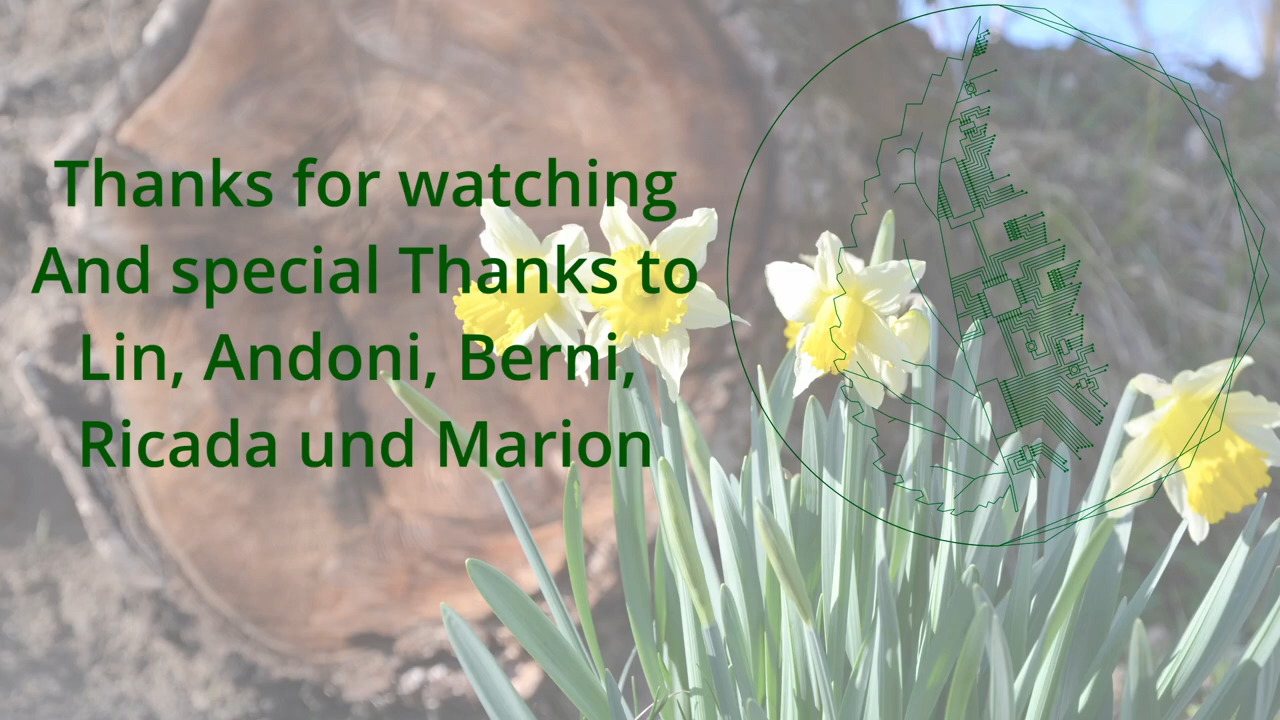 Thanks for watching
And special Thanks to
Lin, Andoni, Berni,
Ricada und Marion